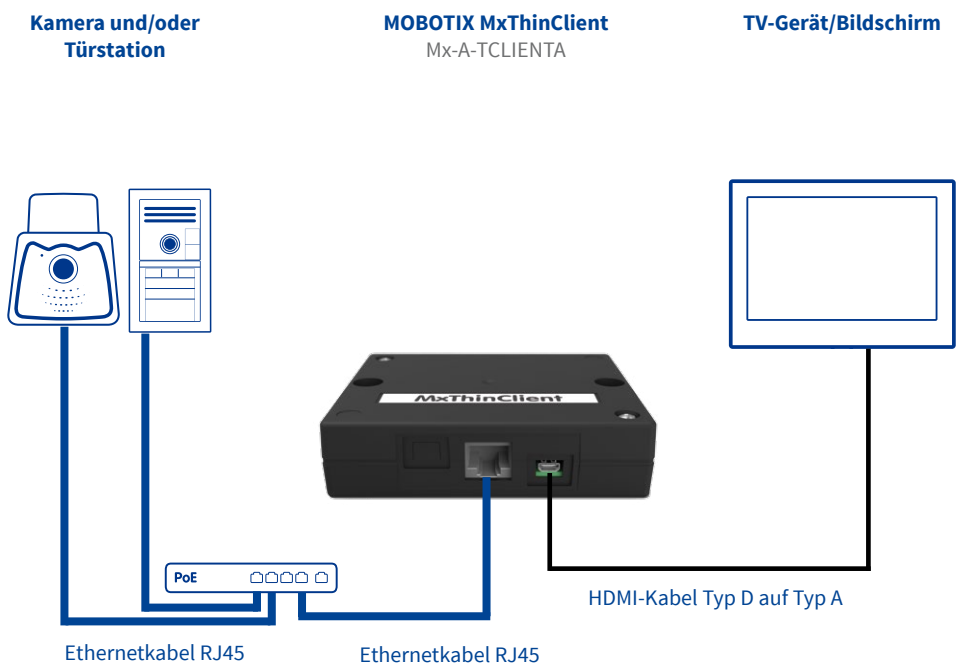 Kamera und/oder
Türstation
MOBOTIX MxThinClient
Mx-A-TCLIENTA
TV-Gerät/Bildschirm
MxThinClient
PoE
HDMI-Kabel Typ D auf Typ A
Ethernetkabel RJ45
Ethernetkabel RJ45